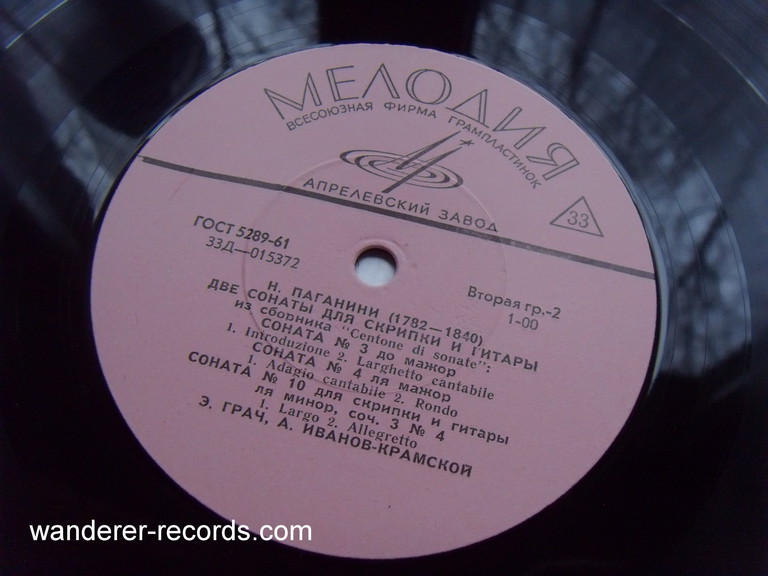 МЕЛОДИЯ
ВСЕСОЮЗНАЯ ФИРМА ГРАМПЛАСТИНОК
АПРЕЛЕВСКИЙ ЗАВОД
33
ГОСТ 5289-61
33Д—015372
Вторая гр.-2
1-00
Н. ПАГАНИНИ (1782—1840)
ДВЕ СОНАТЫ ДЛЯ СКРИПКИ И ГИТАРЫ
из сборника "Centone di sonate":
СОНАТА № 3 ДО МАЖОР
1. Introduzione 2. Larghetto cantabile
СОНАТА № 4 ЛЯ МАЖОР
1. Adagio cantabile 2. Rondo
СОНАТА № 10 ДЛЯ СКРИПКИ И ГИТАРЫ
ЛЯ МИНОР, СОЧ. 3 № 4
1. Largo 2. Allegretto
Э. ГРАЧ, А. ИВАНОВ-КРАМСКОЙ
wanderer-records.com